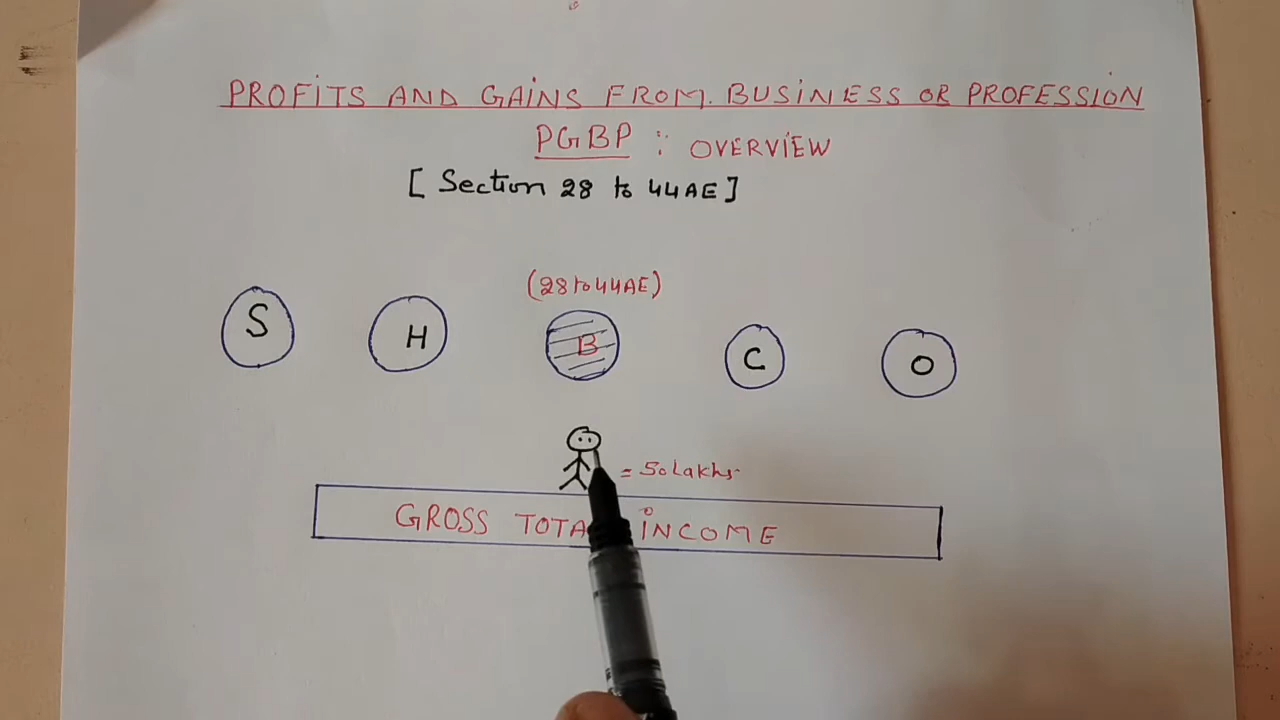 PROFITS AND GAINS FROM BUSINESS OR PROFESSION
PGBP : OVERVIEW
[ Section 28 to 44AE ]
(28 to 44AE)
S H B C O
= 50 Lakhs
GROSS INCOME